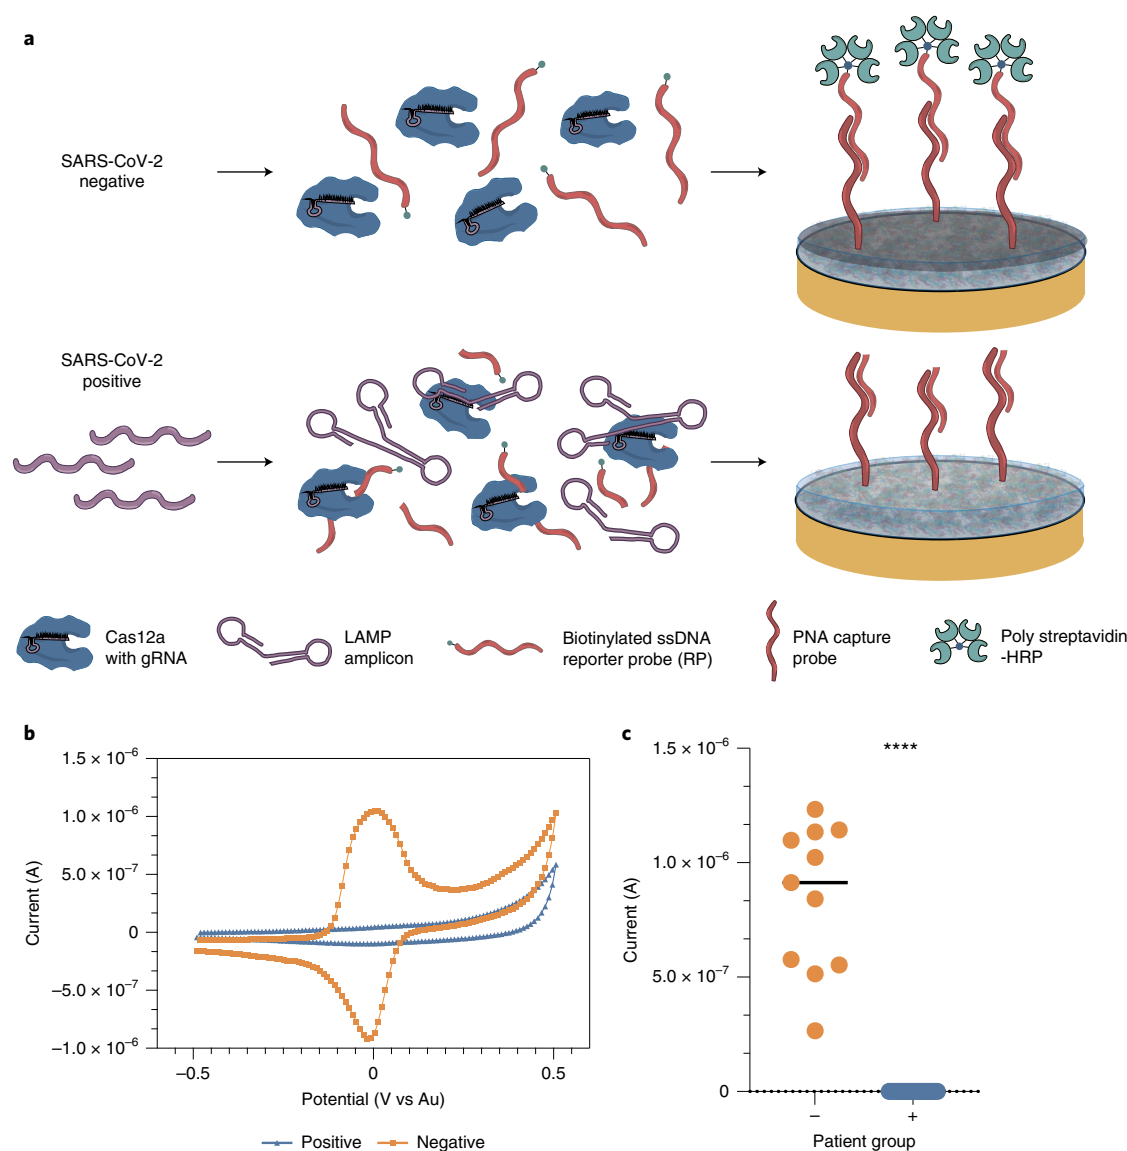 a
SARS-CoV-2
negative
SARS-CoV-2
positive
Cas12a
with gRNA
LAMP
amplicon
Biotinylated ssDNA
reporter probe (RP)
PNA capture
probe
Poly streptavidin
-HRP
b
1.5 × 10⁻⁶
1.0 × 10⁻⁶
5.0 × 10⁻⁷
0
–5.0 × 10⁻⁷
–1.0 × 10⁻⁶
Current (A)
–0.5
0
0.5
Potential (V vs Au)
Positive
Negative
c
****
1.5 × 10⁻⁶
1.0 × 10⁻⁶
5.0 × 10⁻⁷
0
Current (A)
–
+
Patient group